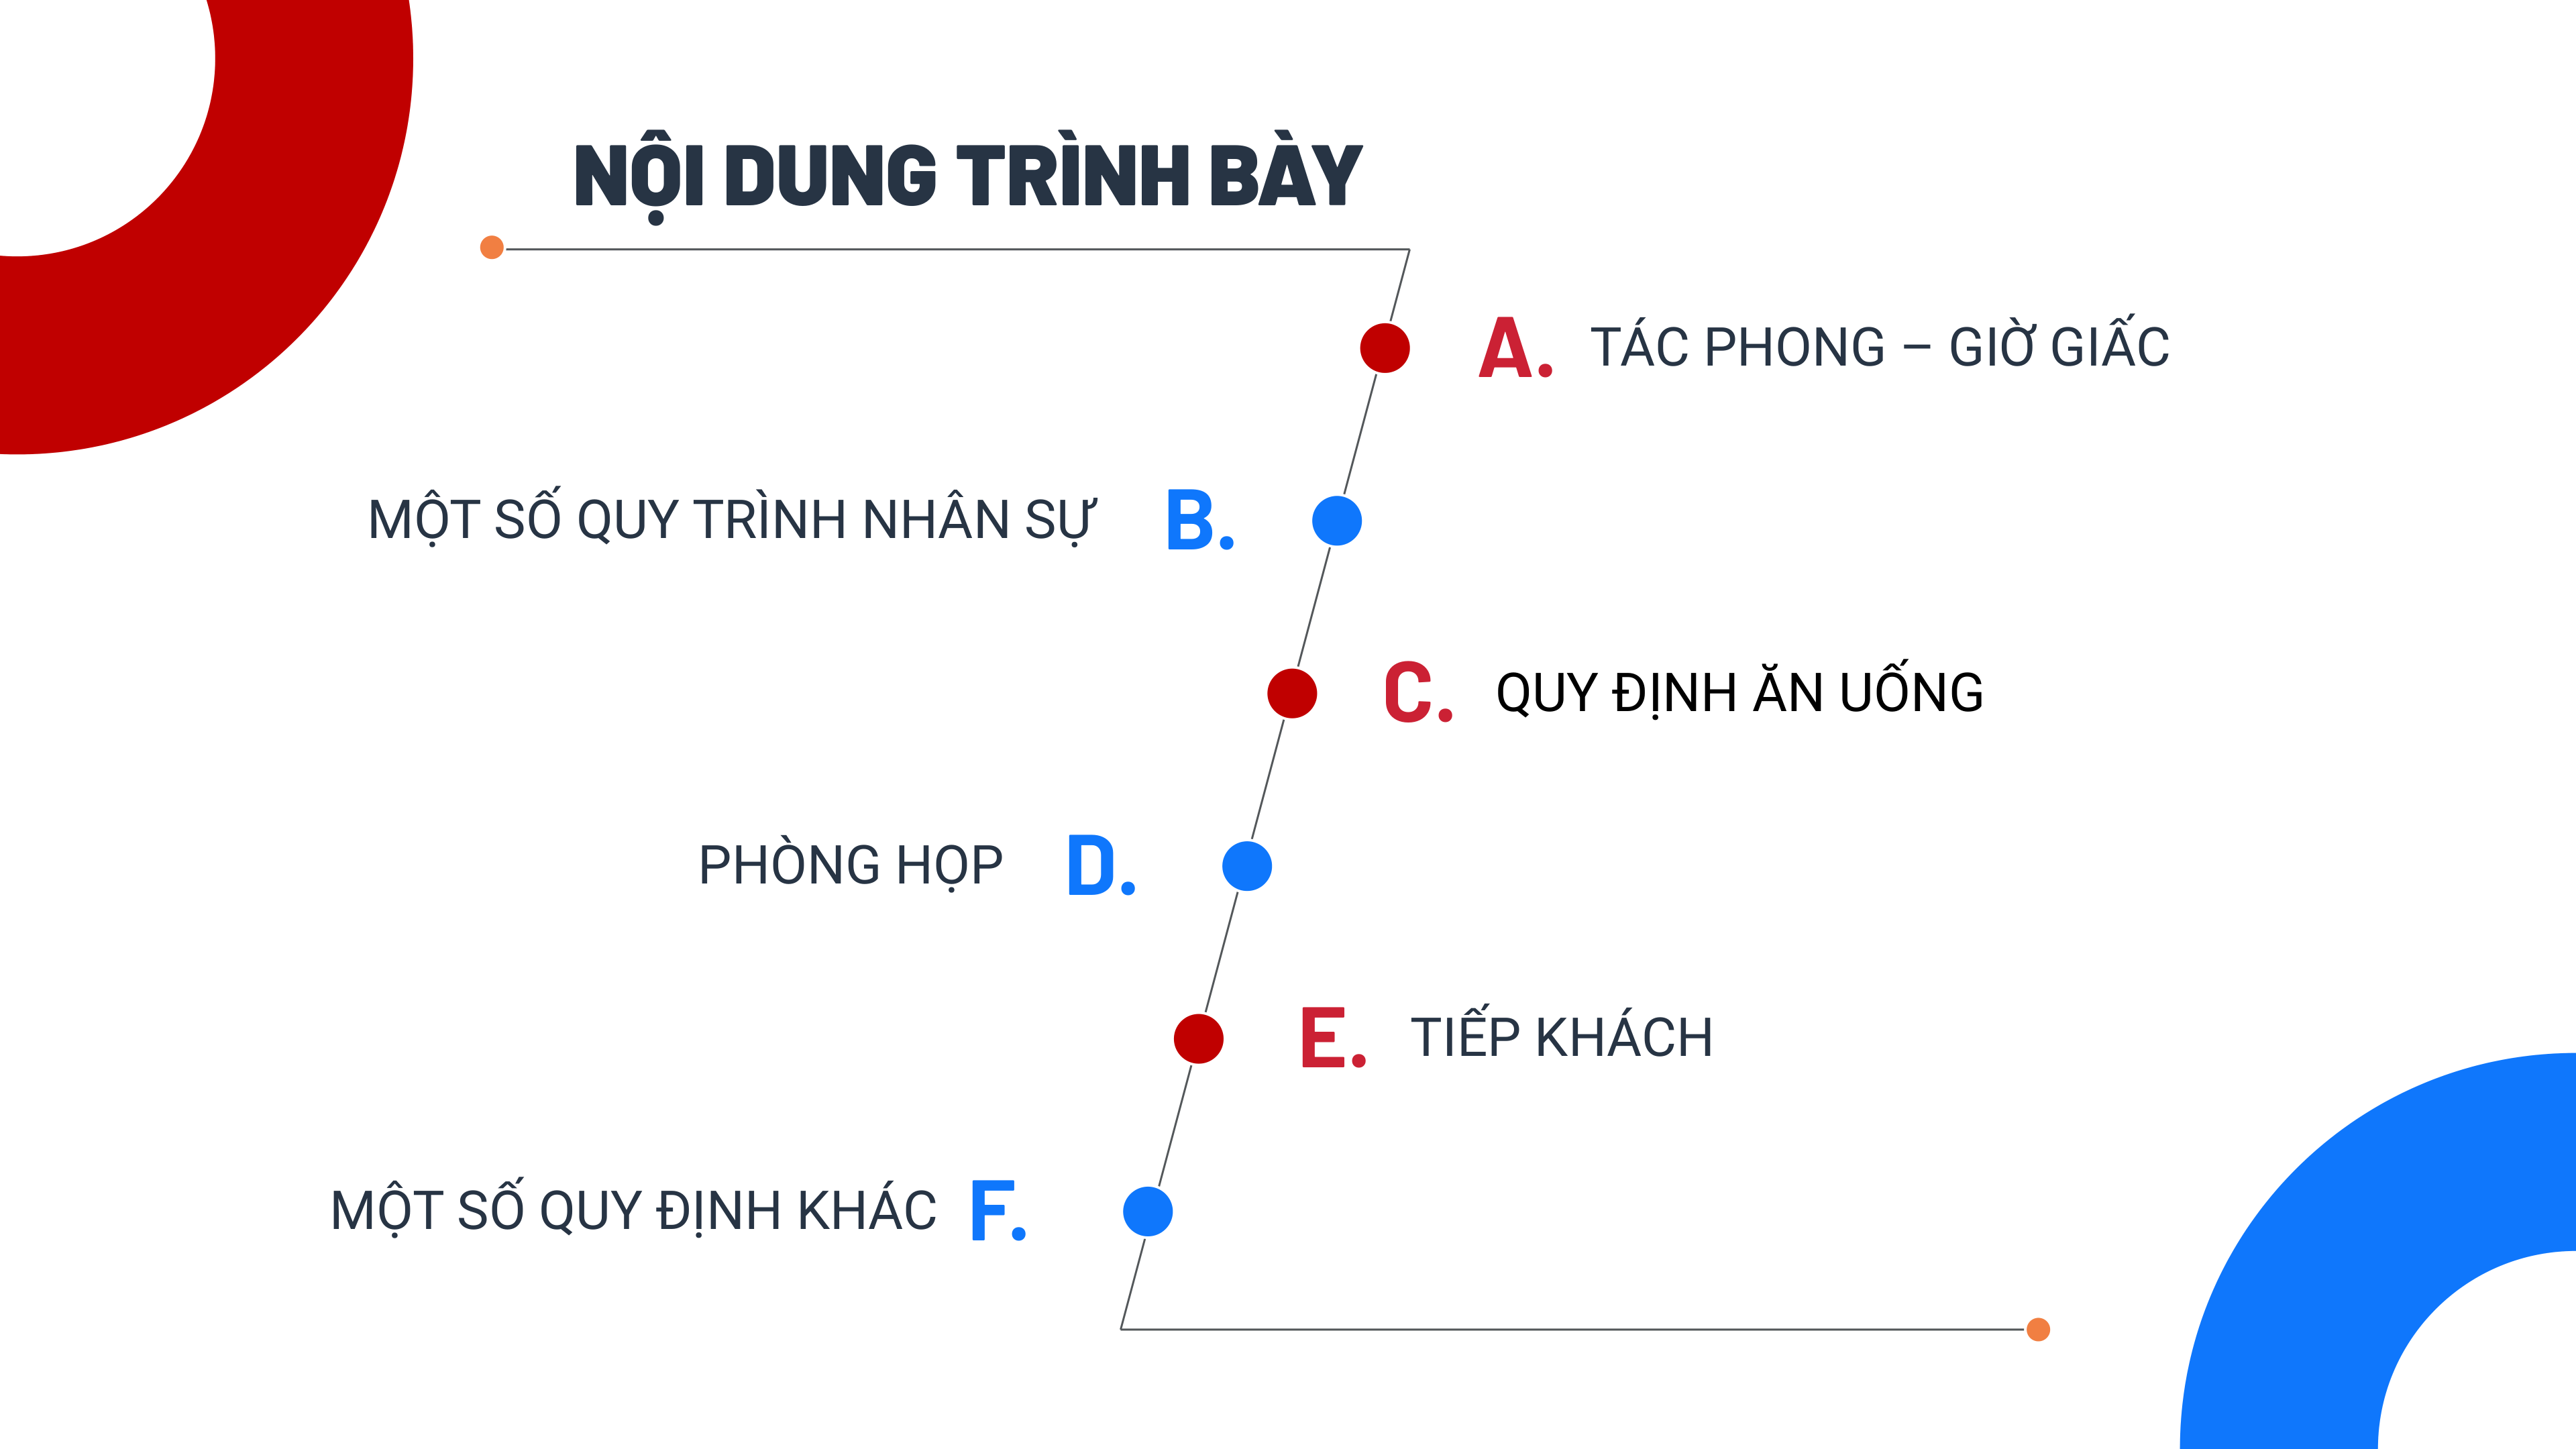 NỘI DUNG TRÌNH BÀY
A. TÁC PHONG – GIỜ GIẤC
MỘT SỐ QUY TRÌNH NHÂN SỰ B.
C. QUY ĐỊNH ĂN UỐNG
PHÒNG HỌP D.
E. TIẾP KHÁCH
MỘT SỐ QUY ĐỊNH KHÁC F.